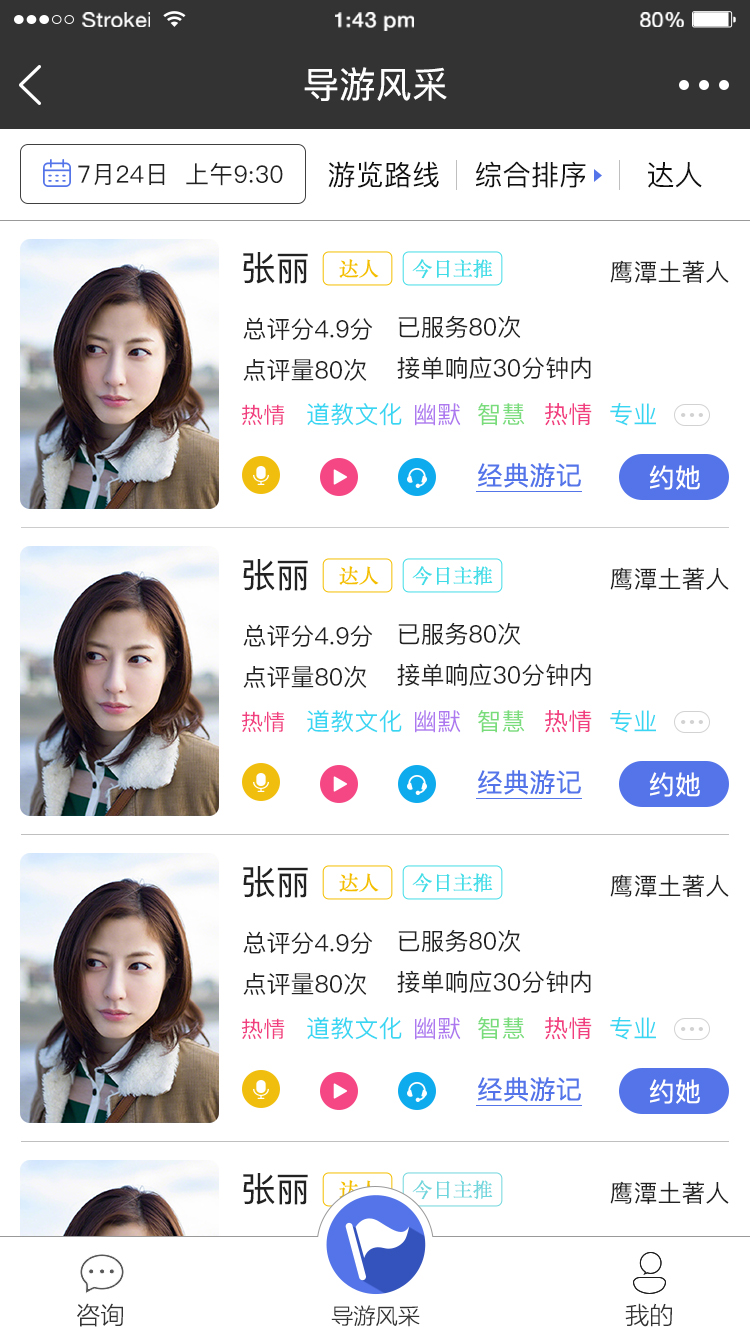 Strokei 1:43 pm 80%
导游风采
7月24日 上午9:30 游览路线 综合排序 达人
张丽 达人 今日主推 鹰潭土著人
总评分4.9分 已服务80次
点评量80次 接单响应30分钟内
热情 道教文化 幽默 智慧 热情 专业
经典游记 约她
张丽 达人 今日主推 鹰潭土著人
总评分4.9分 已服务80次
点评量80次 接单响应30分钟内
热情 道教文化 幽默 智慧 热情 专业
经典游记 约她
张丽 达人 今日主推 鹰潭土著人
总评分4.9分 已服务80次
点评量80次 接单响应30分钟内
热情 道教文化 幽默 智慧 热情 专业
经典游记 约她
张丽 达人 今日主推 鹰潭土著人
咨询 导游风采 我的